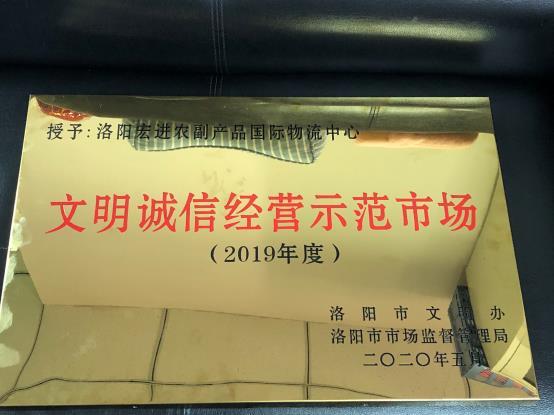 授予:洛阳宏进农副产品国际物流中心
文明诚信经营示范市场
(2019年度)
洛阳市文明办
洛阳市市场监督管理局
二〇二〇年五月